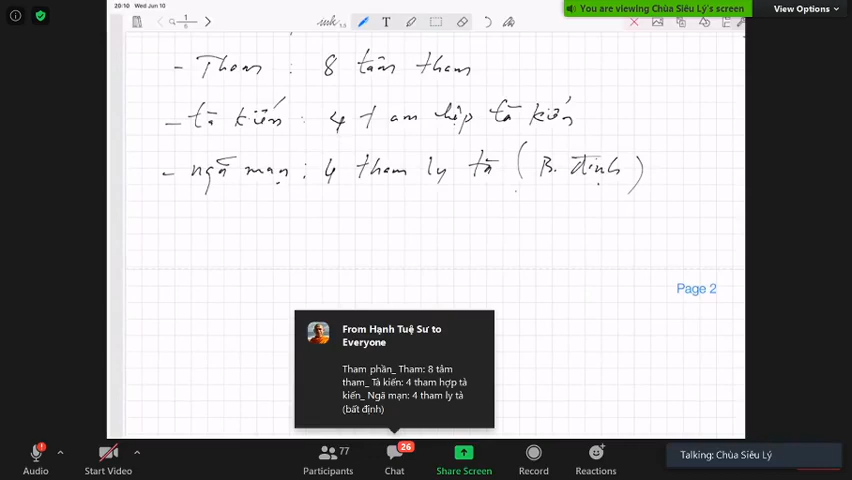 20:10 Wed Jun 10
1
6
You are viewing Chùa Siêu Lý's screen
View Options
- Tham : 8 tâm tham
- tà kiến : 4 t am hợp tà kiến
- ngã mạn : 4 tham ly tà ( B. định )
Page 2
From Hạnh Tuệ Sư to
Everyone
Tham phần_ Tham: 8 tâm
tham_ Tà kiến: 4 tham hợp tà
kiến_ Ngã mạn: 4 tham ly tà
(bất định)
Audio
Start Video
77
Participants
26
Chat
Share Screen
Record
Reactions
Talking: Chùa Siêu Lý